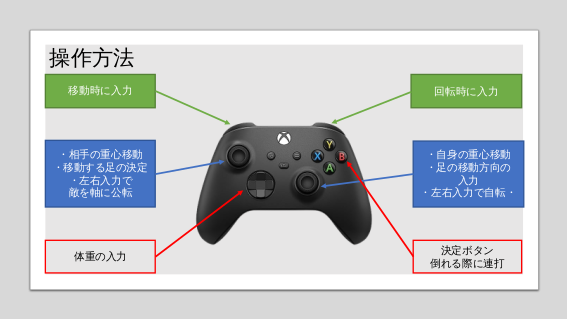 操作方法
移動時に入力
回転時に入力
・相手の重心移動
・移動する足の決定
・左右入力で
敵を軸に公転
・自身の重心移動
・足の移動方向の
入力
・左右入力で自転・
Y
X
B
A
体重の入力
決定ボタン
倒れる際に連打